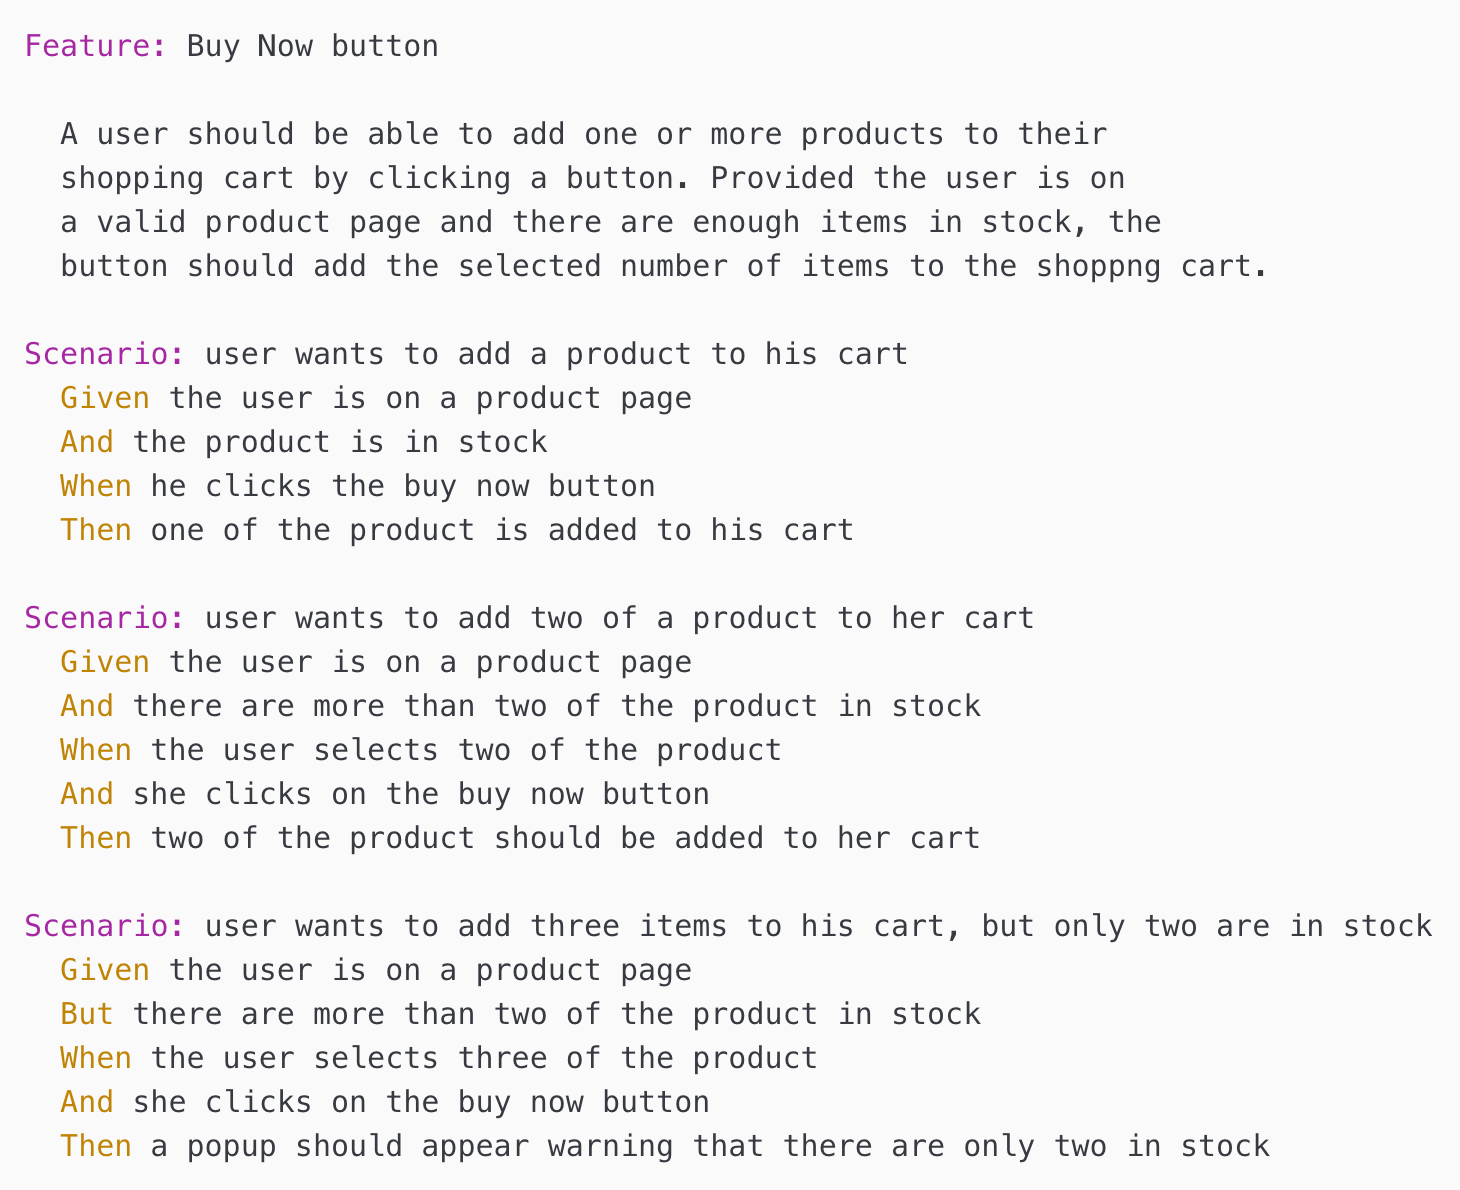 Feature: Buy Now button
A user should be able to add one or more products to their
shopping cart by clicking a button. Provided the user is on
a valid product page and there are enough items in stock, the
button should add the selected number of items to the shoppng cart.
Scenario: user wants to add a product to his cart
Given the user is on a product page
And the product is in stock
When he clicks the buy now button
Then one of the product is added to his cart
Scenario: user wants to add two of a product to her cart
Given the user is on a product page
And there are more than two of the product in stock
When the user selects two of the product
And she clicks on the buy now button
Then two of the product should be added to her cart
Scenario: user wants to add three items to his cart, but only two are in stock
Given the user is on a product page
But there are more than two of the product in stock
When the user selects three of the product
And she clicks on the buy now button
Then a popup should appear warning that there are only two in stock